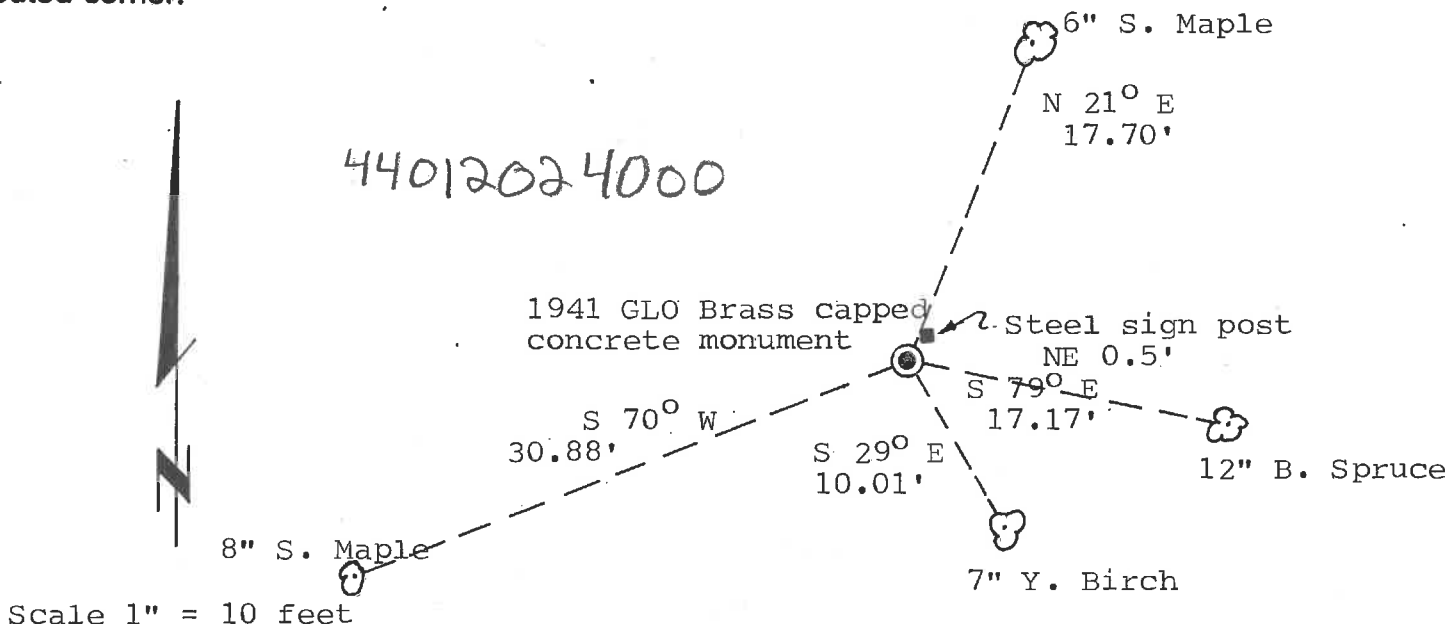 6" S. Maple
N 21° E
17.70'
44012024000
1941 GLO Brass capped
concrete monument
Steel sign post
NE 0.5'
S 79° E
17.17'
S 70° W
30.88'
S 29° E
10.01'
12" B. Spruce
8" S. Maple
7" Y. Birch
N
Scale 1" = 10 feet